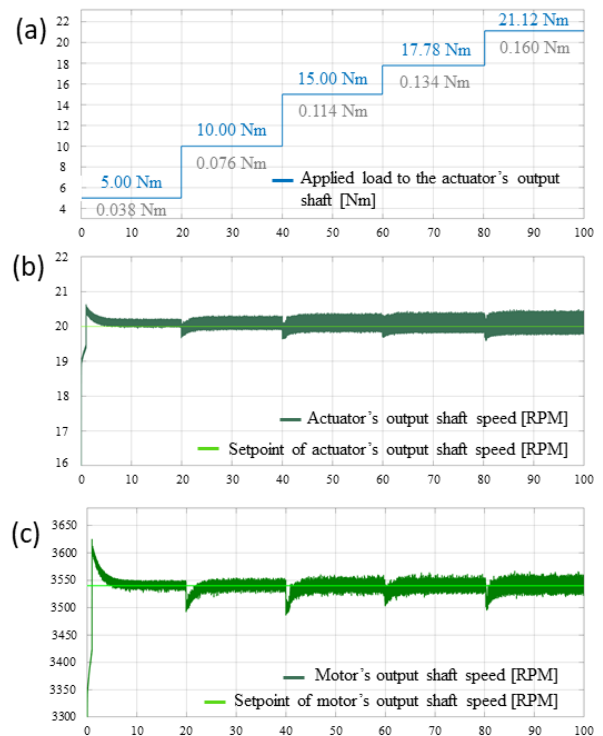 (a)
22
20
18
16
14
12
10
8
6
4
21.12 Nm
0.160 Nm
17.78 Nm
0.134 Nm
15.00 Nm
0.114 Nm
10.00 Nm
0.076 Nm
5.00 Nm
0.038 Nm
Applied load to the actuator's output
shaft [Nm]
0 10 20 30 40 50 60 70 80 90 100
(b)
22
21
20
19
18
17
16
Actuator's output shaft speed [RPM]
Setpoint of actuator's output shaft speed [RPM]
0 10 20 30 40 50 60 70 80 90 100
(c)
3650
3600
3550
3500
3450
3400
3350
3300
Motor's output shaft speed [RPM]
Setpoint of motor's output shaft speed [RPM]
0 10 20 30 40 50 60 70 80 90 100